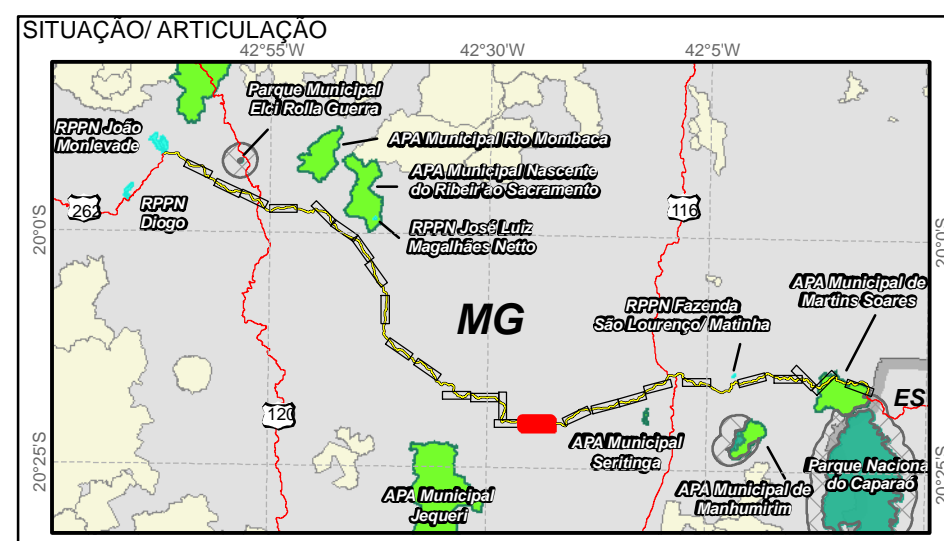 SITUAÇÃO/ ARTICULAÇÃO
42°55'W
42°30'W
42°5'W
Parque Municipal
Elci Rolla Guerra
RPPN João
Monlevade
APA Municipal Rio Mombaca
APA Municipal Nascente
do Ribeir'ao Sacramento
262
RPPN
Diogo
116
20°0'S
20°0'S
RPPN José Luiz
Magalhães Netto
APA Municipal de
Martins Soares
RPPN Fazenda
São Lourenço/ Matinha
MG
ES
120
APA Municipal
Seritinga
20°25'S
20°25'S
Parque Naciona
do Caparaó
APA Municipal
Jequeri
APA Municipal de
Manhumirim